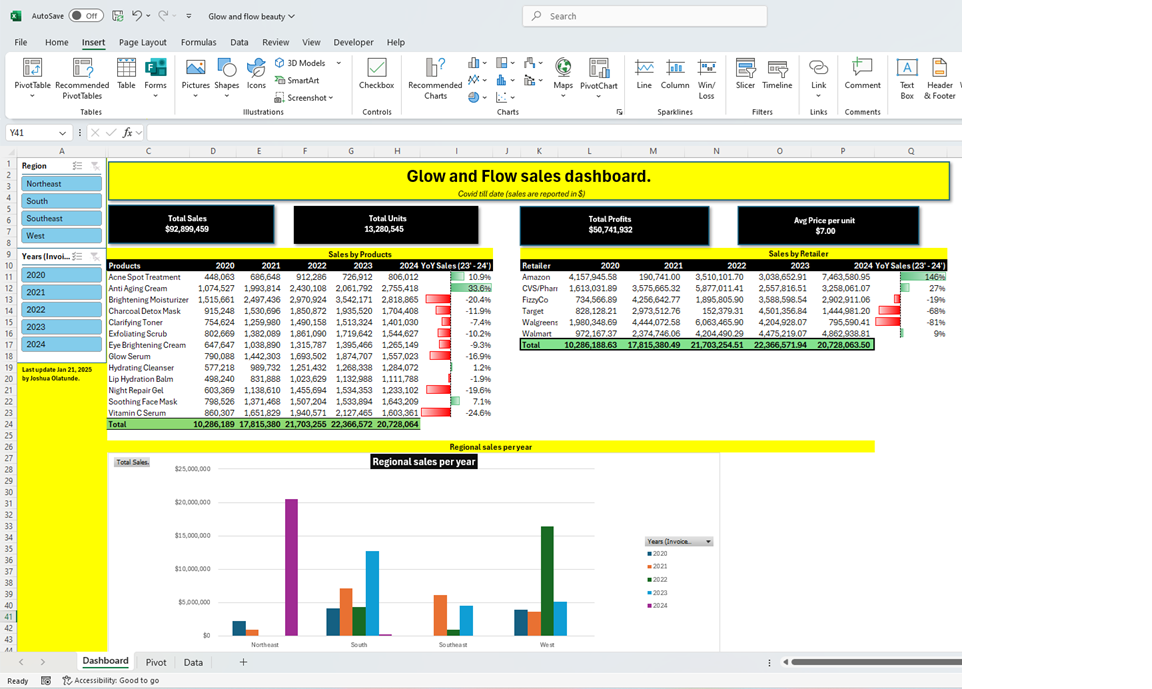 AutoSave Off Glow and flow beauty Search
File Home Insert Page Layout Formulas Data Review View Developer Help
PivotTable Recommended PivotTables Table Forms Pictures Shapes Icons 3D Models SmartArt Screenshot Checkbox Recommended Charts Maps PivotChart Line Column Win/Loss Slicer Timeline Link Comment Text Box Header & Footer
Tables Illustrations Controls Charts Sparklines Filters Links Comments
Y41 fx
A C D E F G H I J K L M N O P Q
Region
Northeast
South
Southeast
West
Years (Invoi...
2020
2021
2022
2023
2024
Last update Jan 21, 2025
by Joshua Olatunde.
Glow and Flow sales dashboard.
Covid till date (sales are reported in $)
Total Sales
$92,899,459
Total Units
13,280,545
Total Profits
$50,741,932
Avg Price per unit
$7.00
Sales by Products
Products 2020 2021 2022 2023 2024 YoY Sales (23' - 24')
Acne Spot Treatment 448,063 686,648 912,286 726,912 806,012 10.9%
Anti Aging Cream 1,074,527 1,993,814 2,430,108 2,061,792 2,755,418 33.6%
Brightening Moisturizer 1,515,661 2,497,436 2,970,924 3,542,171 2,818,865 -20.4%
Charcoal Detox Mask 915,248 1,530,696 1,850,872 1,935,520 1,704,408 -11.9%
Clarifying Toner 756,624 1,259,980 1,490,158 1,513,324 1,401,030 -7.4%
Exfoliating Scrub 802,669 1,382,089 1,861,090 1,719,642 1,544,627 -10.2%
Eye Brightening Cream 647,647 1,038,890 1,315,787 1,395,466 1,265,149 -9.3%
Glow Serum 790,088 1,442,303 1,693,502 1,874,707 1,557,023 -16.9%
Hydrating Cleanser 577,218 989,732 1,251,432 1,268,338 1,284,072 1.2%
Lip Hydration Balm 498,240 831,888 1,023,629 1,132,988 1,111,788 -1.9%
Night Repair Gel 603,369 1,138,610 1,455,694 1,534,353 1,233,102 -19.6%
Soothing Face Mask 798,526 1,371,468 1,507,204 1,533,894 1,643,209 7.1%
Vitamin C Serum 860,307 1,651,829 1,940,571 2,127,465 1,603,361 -24.6%
Total 10,286,189 17,815,380 21,703,255 22,366,572 20,728,064
Sales by Retailer
Retailer 2020 2021 2022 2023 2024 YoY Sales (23' - 24')
Amazon 4,157,945.58 190,741.00 3,510,101.70 3,038,652.91 7,463,580.95 146%
CVS/Phar 1,613,031.89 3,575,665.32 5,877,011.41 2,557,816.51 3,258,061.07 27%
FizzyCo 734,566.89 4,256,642.77 1,895,805.90 3,588,598.54 2,902,911.06 -19%
Target 828,128.21 2,973,512.76 152,379.31 4,501,356.84 1,444,981.20 -68%
Walgreens 1,980,348.69 4,444,072.58 6,063,465.98 4,204,928.07 795,590.41 -81%
Walmart 972,167.37 2,374,746.06 4,204,490.29 4,475,219.07 4,862,938.81 9%
Total 10,286,188.63 17,815,380.49 21,703,254.51 22,366,571.94 20,728,063.50
Regional sales per year
Total Sales.
Regional sales per year
$25,000,000
$20,000,000
$15,000,000
$10,000,000
$5,000,000
$0
Northeast South Southeast West
Years (Invoice...
2020
2021
2022
2023
2024
Dashboard Pivot Data
Ready Accessibility: Good to go